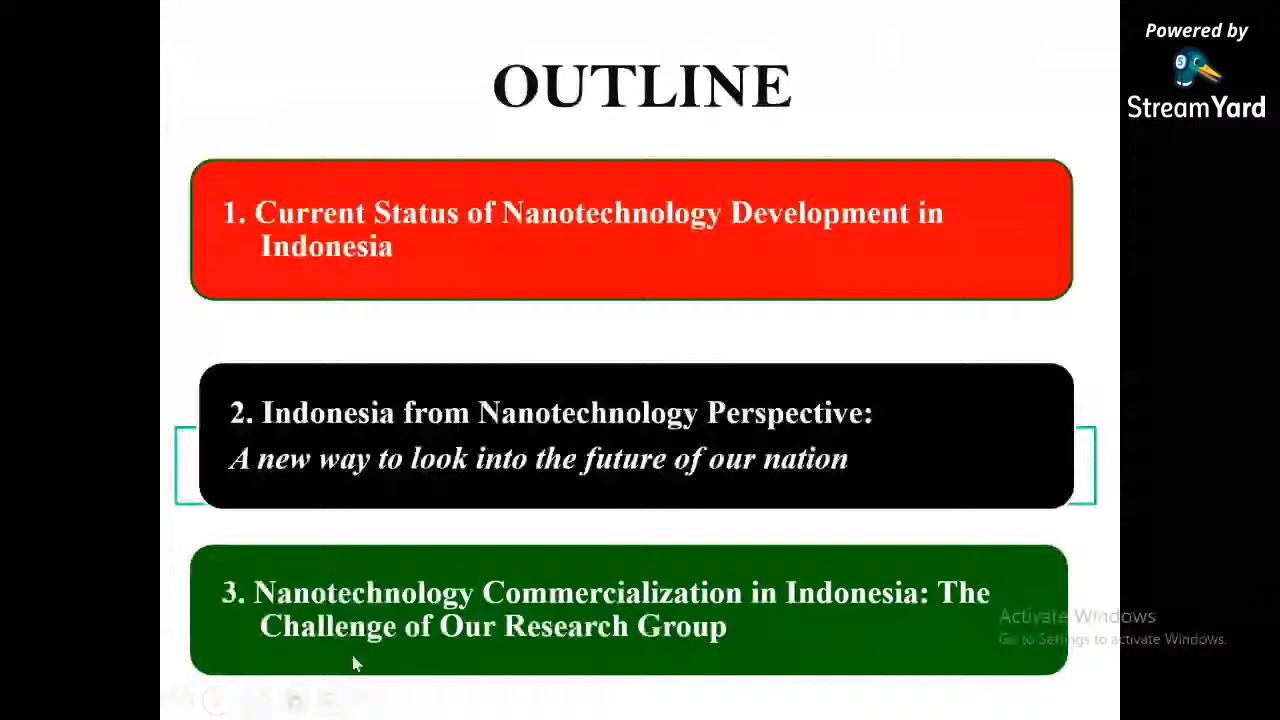 Powered by
StreamYard
OUTLINE
1. Current Status of Nanotechnology Development in
Indonesia
2. Indonesia from Nanotechnology Perspective:
A new way to look into the future of our nation
3. Nanotechnology Commercialization in Indonesia: The
Challenge of Our Research Group
Activate Windows
Go to Settings to activate Windows.